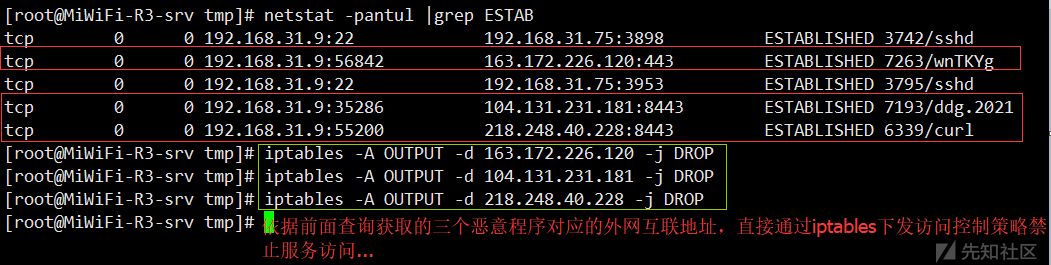 [root@MiWiFi-R3-srv tmp]# netstat -pantul |grep ESTAB
tcp 0 0 192.168.31.9:22 192.168.31.75:3898 ESTABLISHED 3742/sshd
tcp 0 0 192.168.31.9:56842 163.172.226.120:443 ESTABLISHED 7263/wnTKYg
tcp 0 0 192.168.31.9:22 192.168.31.75:3953 ESTABLISHED 3795/sshd
tcp 0 0 192.168.31.9:35286 104.131.231.181:8443 ESTABLISHED 7193/ddg.2021
tcp 0 0 192.168.31.9:55200 218.248.40.228:8443 ESTABLISHED 6339/curl
[root@MiWiFi-R3-srv tmp]# iptables -A OUTPUT -d 163.172.226.120 -j DROP
[root@MiWiFi-R3-srv tmp]# iptables -A OUTPUT -d 104.131.231.181 -j DROP
[root@MiWiFi-R3-srv tmp]# iptables -A OUTPUT -d 218.248.40.228 -j DROP
[root@MiWiFi-R3-srv tmp]#
依据前面查询获取的三个恶意程序对应的外网互联地址，直接通过iptables下发访问控制策略禁
止服务访问...
先知社区